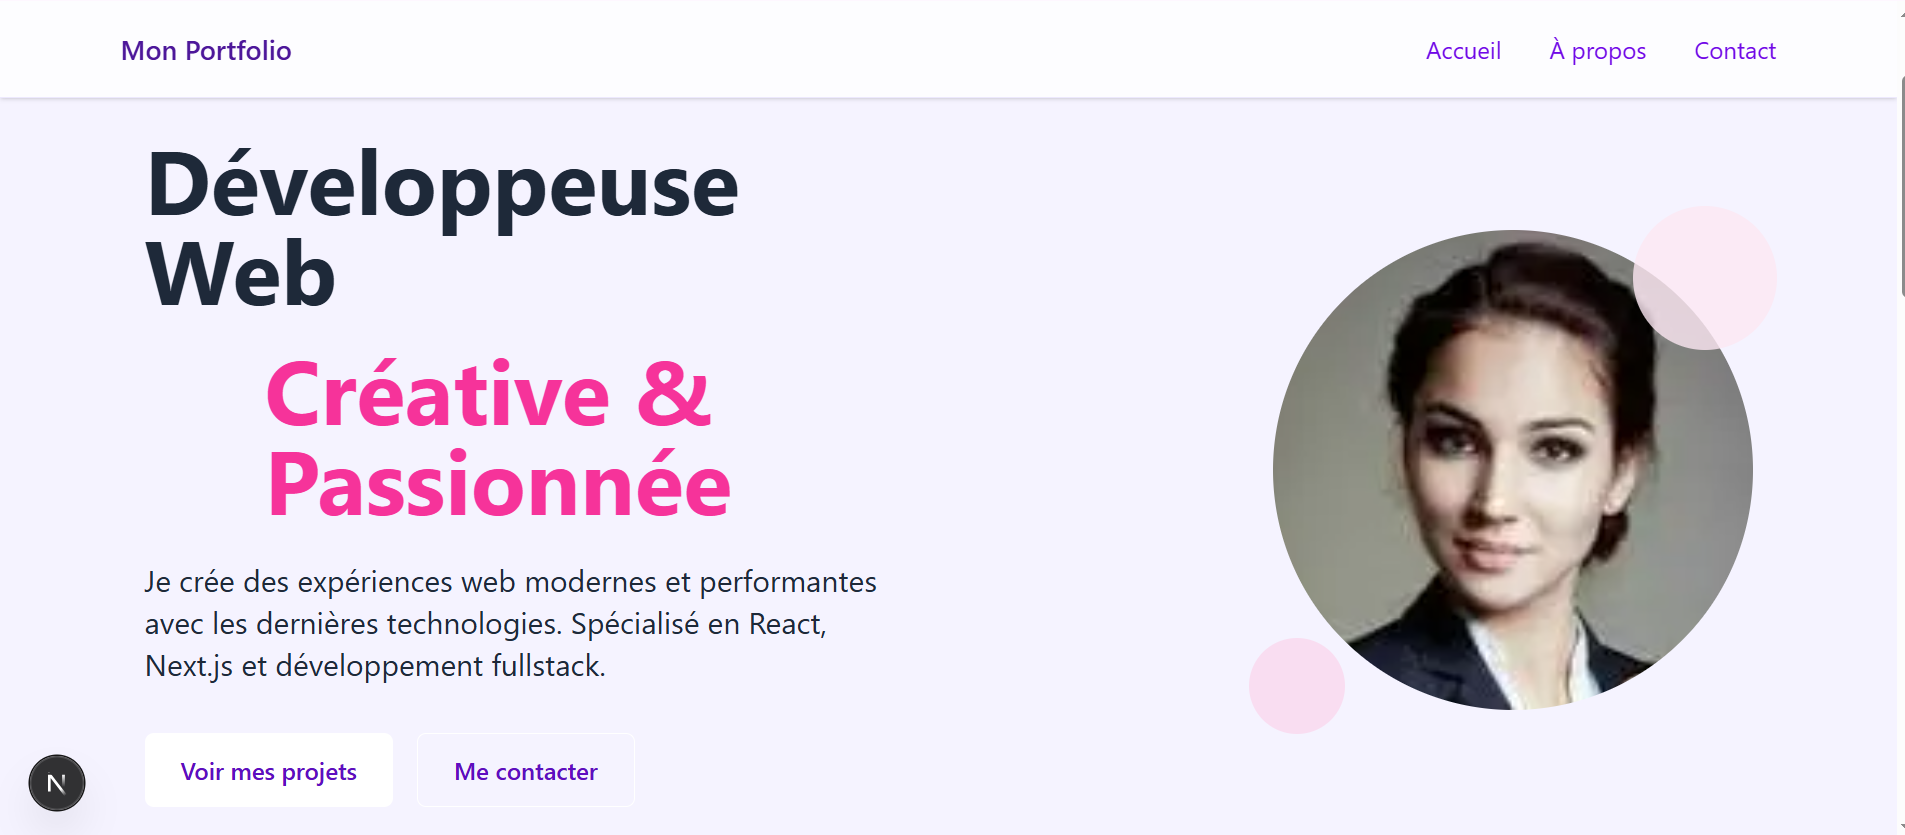 Mon Portfolio
Accueil
À propos
Contact
Développeuse
Web
Créative &
Passionnée
Je crée des expériences web modernes et performantes
avec les dernières technologies. Spécialisé en React,
Next.js et développement fullstack.
Voir mes projets
Me contacter
N